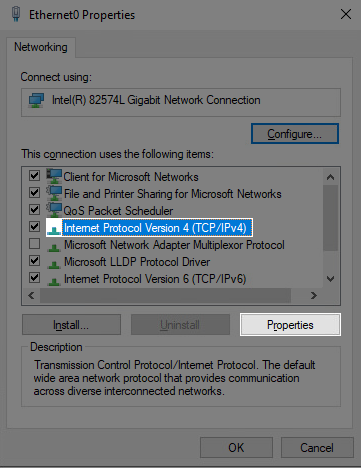 Ethernet0 Properties
Networking
Connect using:
Intel(R) 82574L Gigabit Network Connection
Configure...
This connection uses the following items:
Client for Microsoft Networks
File and Printer Sharing for Microsoft Networks
QoS Packet Scheduler
Internet Protocol Version 4 (TCP/IPv4)
Microsoft Network Adapter Multiplexor Protocol
Microsoft LLDP Protocol Driver
Internet Protocol Version 6 (TCP/IPv6)
Install... Uninstall Properties
Description
Transmission Control Protocol/Internet Protocol. The default
wide area network protocol that provides communication
across diverse interconnected networks.
OK Cancel